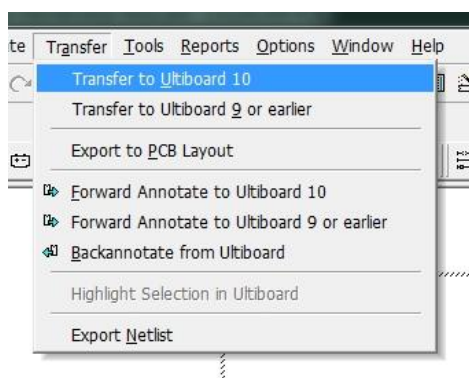 te Transfer Tools Reports Options Window Help
Transfer to Ultiboard 10
Transfer to Ultiboard 9 or earlier
Export to PCB Layout
Forward Annotate to Ultiboard 10
Forward Annotate to Ultiboard 9 or earlier
Backannotate from Ultiboard
Highlight Selection in Ultiboard
Export Netlist